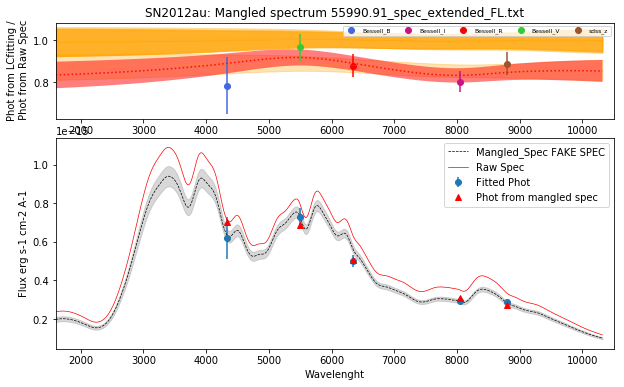 SN2012au: Mangled spectrum 55990.91_spec_extended_FL.txt
Phot from LCfitting /
Phot from Raw Spec
1.0
0.8
Bessell_B Bessell_I Bessell_R Bessell_V sdss_z
2000 3000 4000 5000 6000 7000 8000 9000 10000
Flux erg s-1 cm-2 A-1
1.0
0.8
0.6
0.4
0.2
Mangled_Spec FAKE SPEC
Raw Spec
Fitted Phot
Phot from mangled spec
2000 3000 4000 5000 6000 7000 8000 9000 10000
Wavelenght